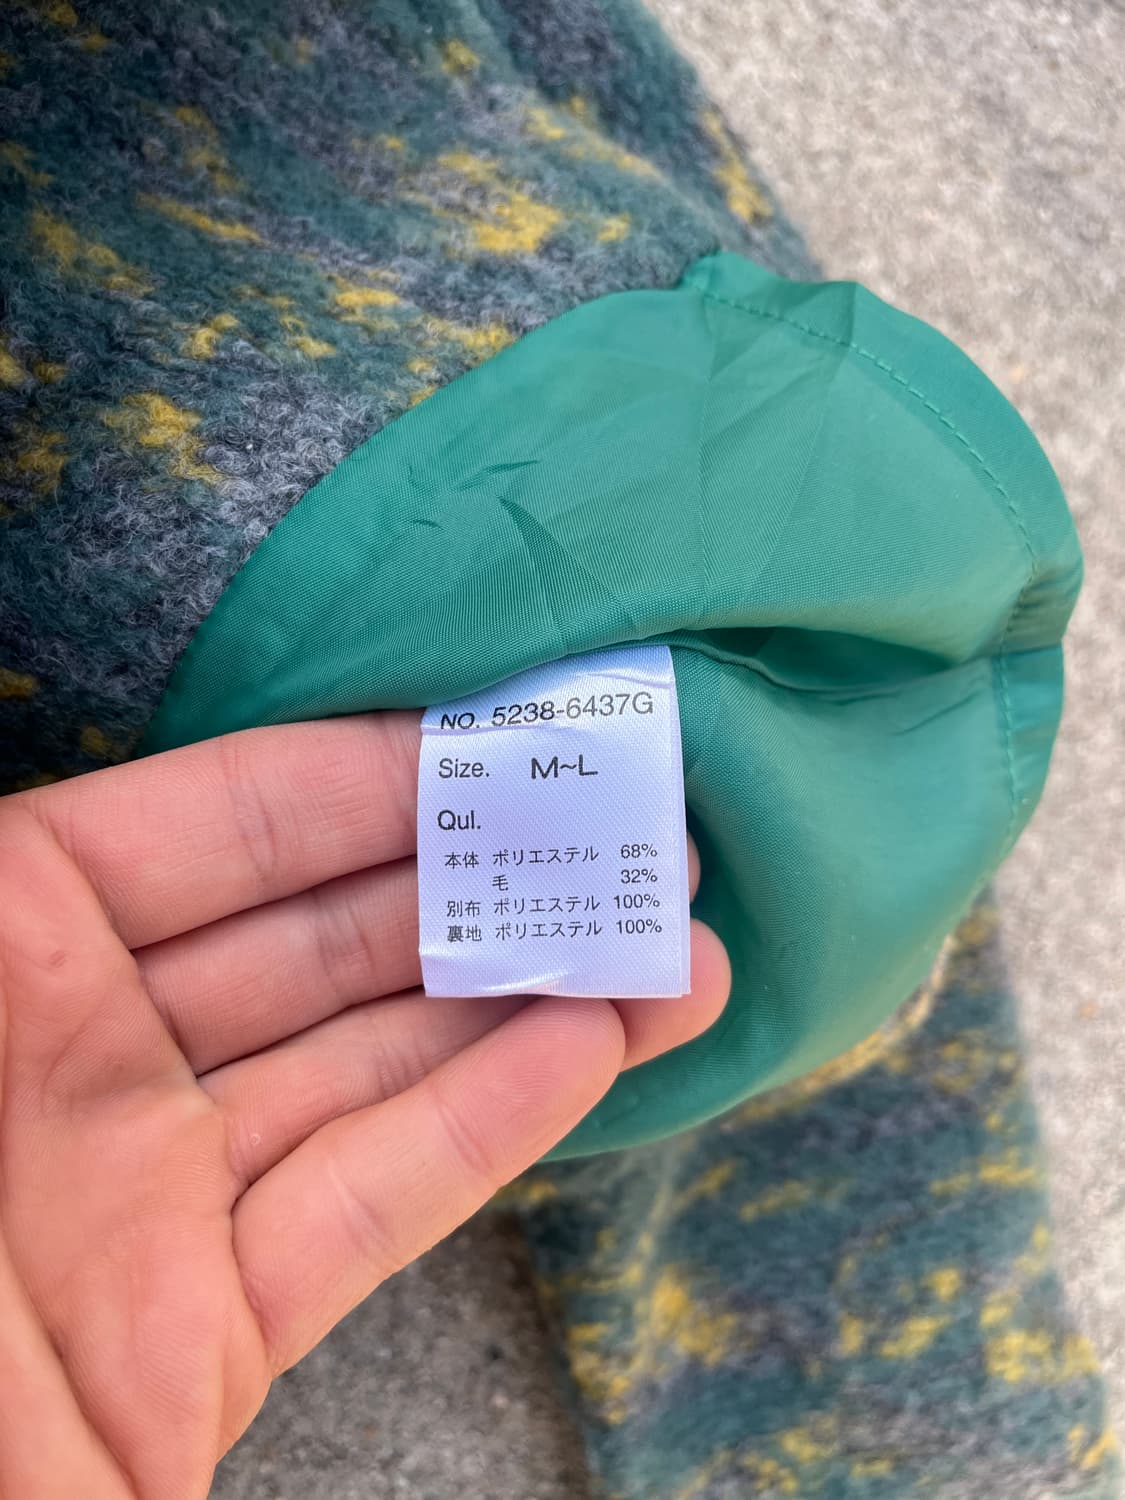 NO. 5238-6437G
Size. M~L
Qul.
本体 ポリエステル 68%
毛 32%
別布 ポリエステル 100%
裏地 ポリエステル 100%